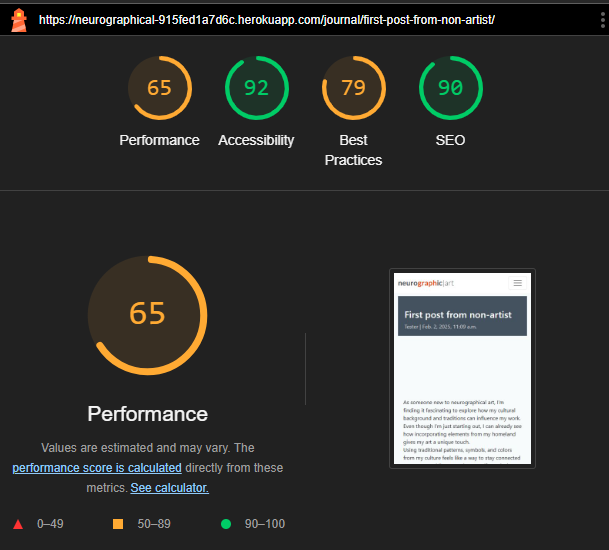 https://neurographical-915fed1a7d6c.herokuapp.com/journal/first-post-from-non-artist/
65 92 79 90
Performance Accessibility Best Practices SEO
65
Performance
Values are estimated and may vary. The
performance score is calculated directly from these
metrics. See calculator.
0–49 50–89 90–100
neurographic|art
First post from non-artist
Tester | Feb. 2, 2025, 11:09 a.m.
As someone new to neurographical art, I'm
finding it fascinating to explore how my cultural
background and traditions can influence my work.
Even though I'm just starting out, I can already see
how incorporating elements from my homeland
gives my art a unique touch.
Using traditional patterns, symbols, and colors
from my culture feels like a way to stay connected